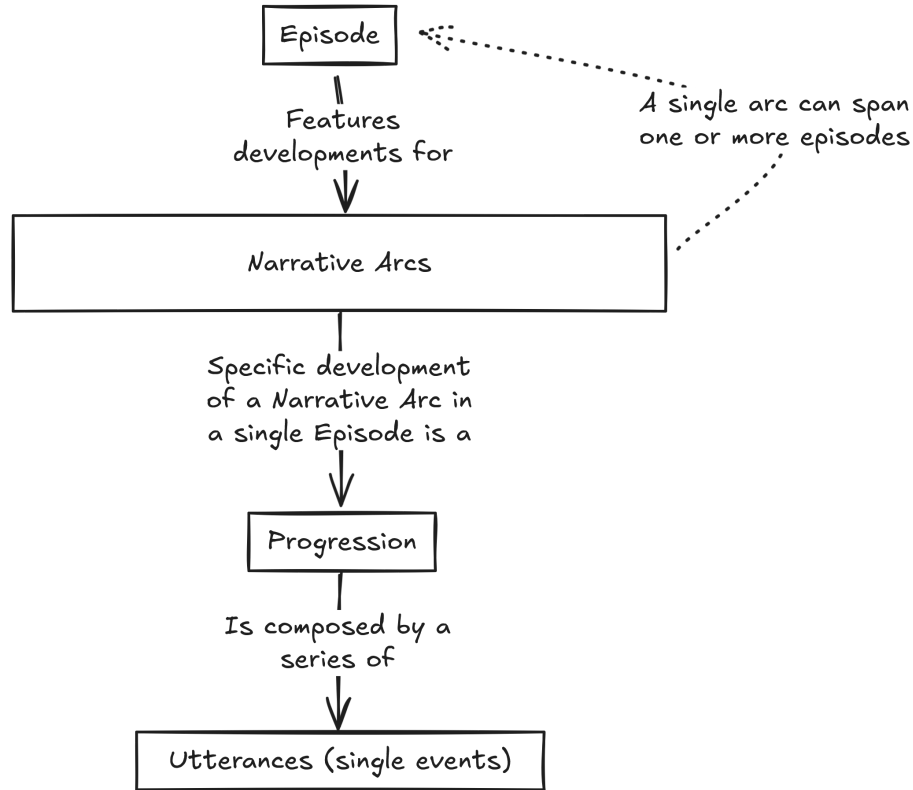 Episode
Features
developments for
A single arc can span
one or more episodes
Narrative Arcs
Specific development
of a Narrative Arc in
a single Episode is a
Progression
Is composed by a
series of
Utterances (single events)